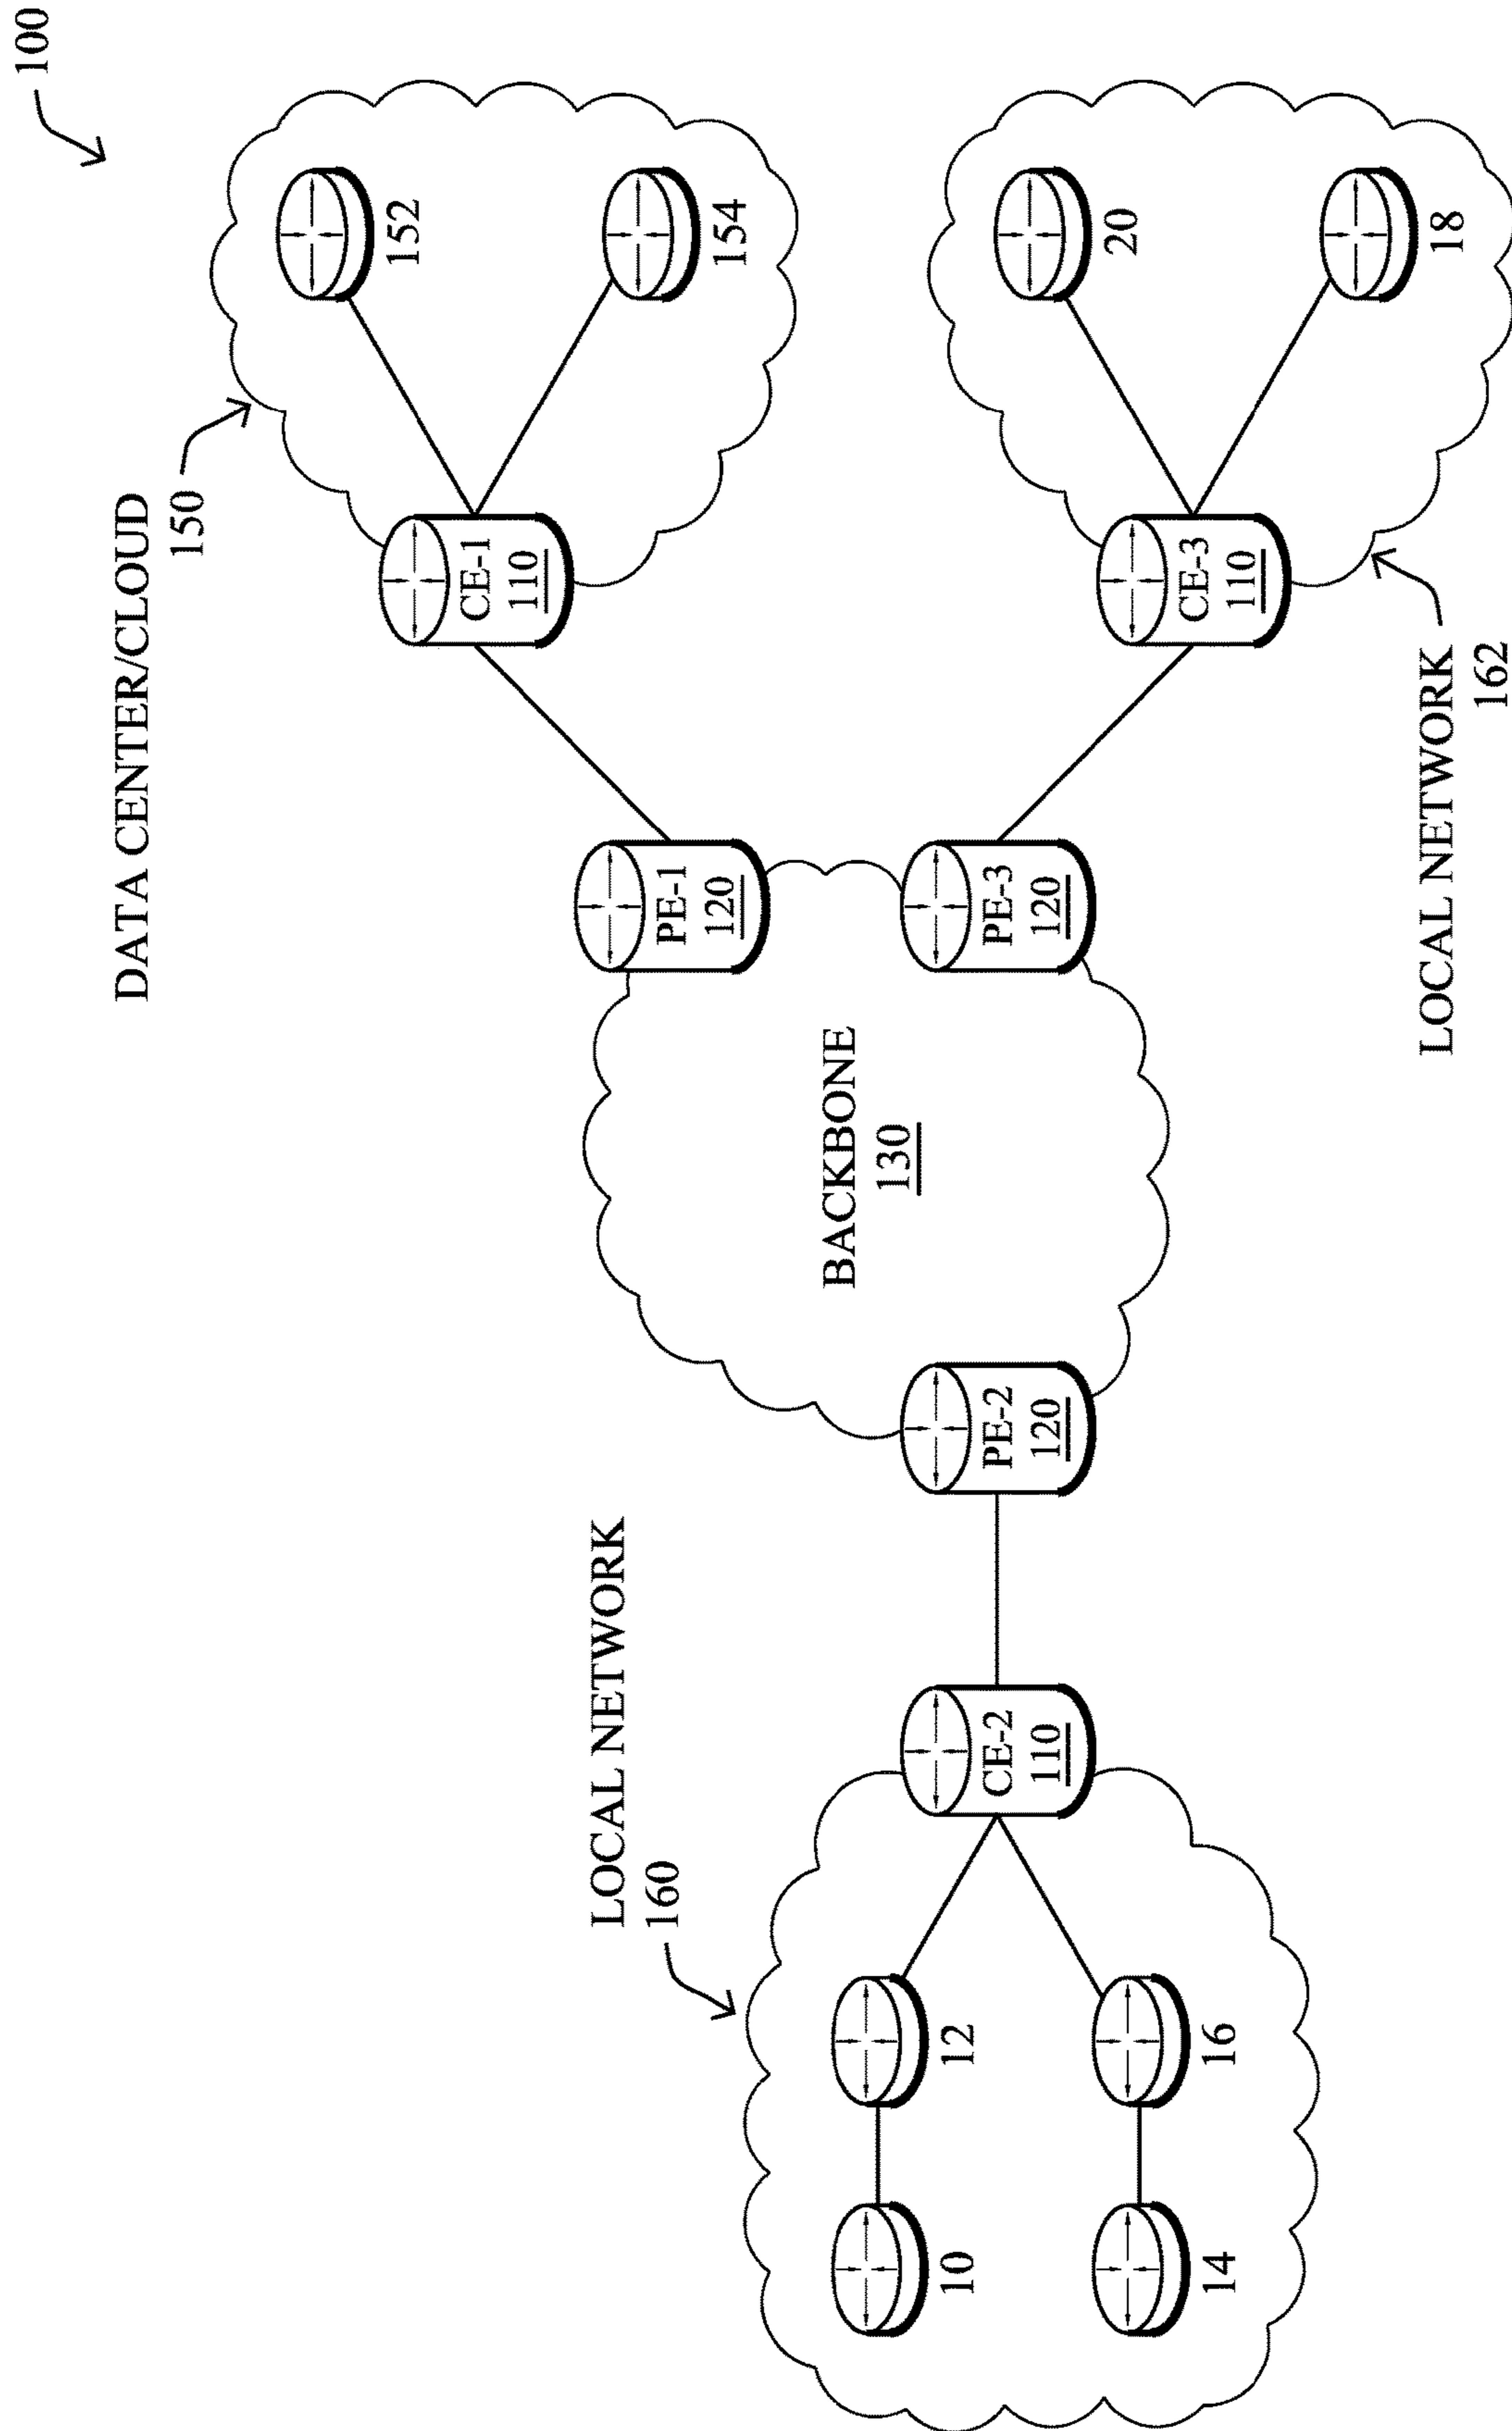 100
DATA CENTER/CLOUD
150
152
154
CE-1
110
PE-1
120
LOCAL NETWORK
160
BACKBONE
130
10
12
14
16
CE-2
110
PE-2
120
PE-3
120
CE-3
110
20
18
LOCAL NETWORK
162